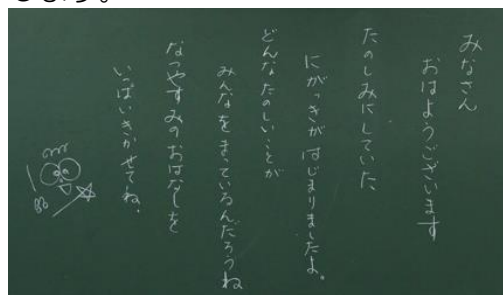 みなさん
おはようございます
たのしみにしていた
にがっきがはじまりましたよ。
どんなたのしいことが
みんなをまっているんだろうね
なつやすみのおはなしを
いっぱいきかせてね、